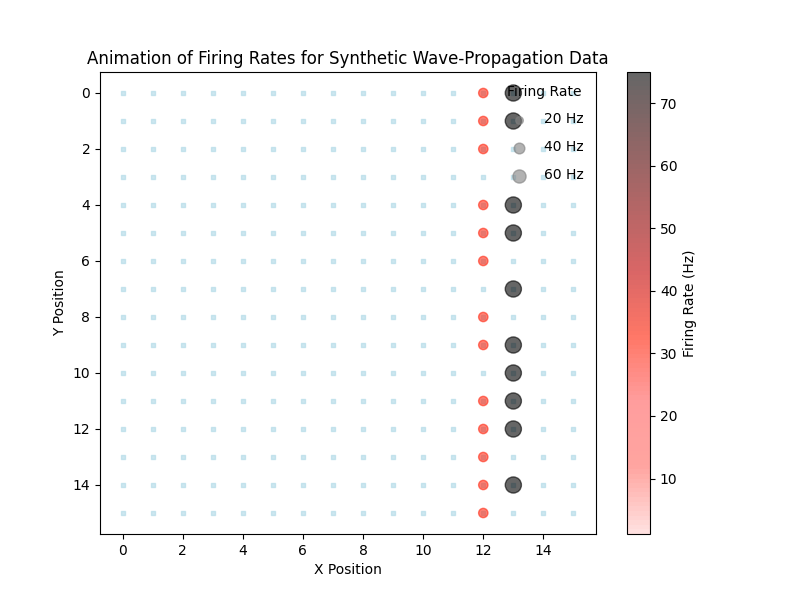 Animation of Firing Rates for Synthetic Wave-Propagation Data
Firing Rate
20 Hz
40 Hz
60 Hz
0
2
4
6
8
10
12
14
Y Position
0 2 4 6 8 10 12 14
X Position
70
60
50
40
30
20
10
Firing Rate (Hz)